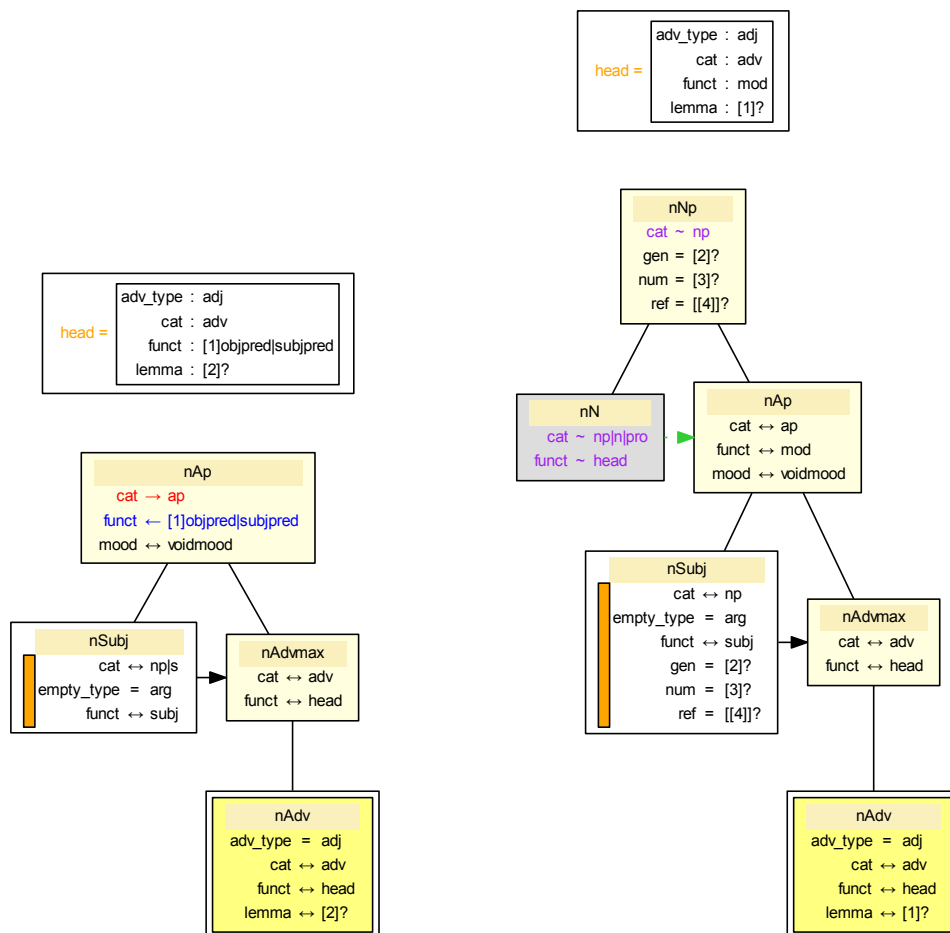 head =
adv_type : adj
cat : adv
funct : [1]objpred|subjpred
lemma : [2]?
nAp
cat → ap
funct ← [1]objpred|subjpred
mood ↔ voidmood
nSubj
cat ↔ np|s
empty_type = arg
funct ↔ subj
nAdvmax
cat ↔ adv
funct ↔ head
nAdv
adv_type = adj
cat ↔ adv
funct ↔ head
lemma ↔ [2]?
head =
adv_type : adj
cat : adv
funct : mod
lemma : [1]?
nNp
cat ~ np
gen = [2]?
num = [3]?
ref = [[4]]?
nN
cat ~ np|n|pro
funct ~ head
nAp
cat ↔ ap
funct ↔ mod
mood ↔ voidmood
nSubj
cat ↔ np
empty_type = arg
funct ↔ subj
gen = [2]?
num = [3]?
ref = [[4]]?
nAdvmax
cat ↔ adv
funct ↔ head
nAdv
adv_type = adj
cat ↔ adv
funct ↔ head
lemma ↔ [1]?